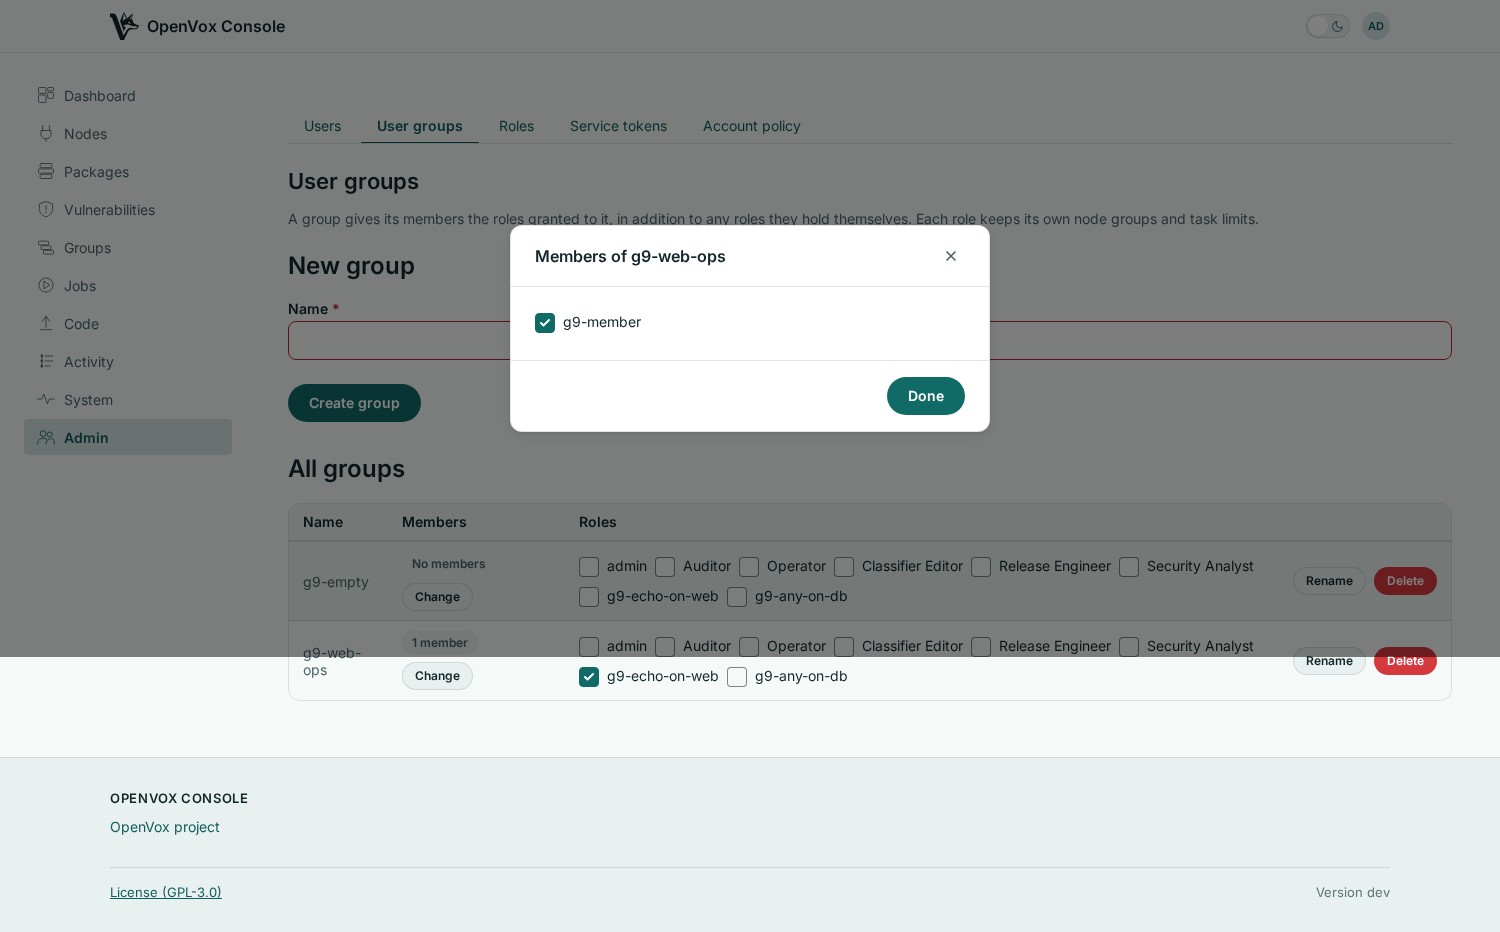 OpenVox Console
AD
Dashboard
Nodes
Packages
Vulnerabilities
Groups
Jobs
Code
Activity
System
Admin
Users
User groups
Roles
Service tokens
Account policy
User groups
A group gives its members the roles granted to it, in addition to any roles they hold themselves. Each role keeps its own node groups and task limits.
New group
Name *
Create group
Members of g9-web-ops
g9-member
Done
All groups
Name Members Roles
g9-empty
No members
Change
admin Auditor Operator Classifier Editor Release Engineer Security Analyst
g9-echo-on-web g9-any-on-db
Rename Delete
g9-web-
ops
1 member
Change
admin Auditor Operator Classifier Editor Release Engineer Security Analyst
g9-echo-on-web g9-any-on-db
Rename Delete
OPENVOX CONSOLE
OpenVox project
License (GPL-3.0)
Version dev